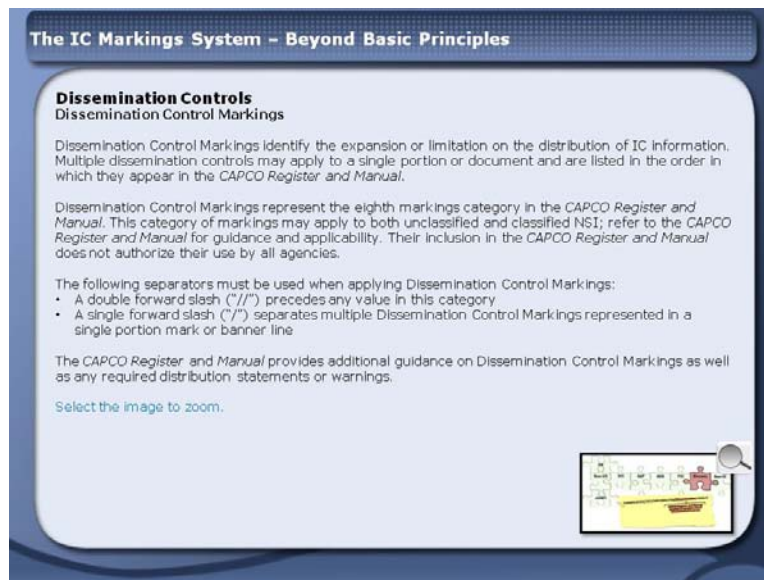 The IC Markings System – Beyond Basic Principles
Dissemination Controls
Dissemination Control Markings
Dissemination Control Markings identify the expansion or limitation on the distribution of IC information.
Multiple dissemination controls may apply to a single portion or document and are listed in the order in
which they appear in the CAPCO Register and Manual.
Dissemination Control Markings represent the eighth markings category in the CAPCO Register and
Manual. This category of markings may apply to both unclassified and classified NSI; refer to the CAPCO
Register and Manual for guidance and applicability. Their inclusion in the CAPCO Register and Manual
does not authorize their use by all agencies.
The following separators must be used when applying Dissemination Control Markings:
• A double forward slash ("//") precedes any value in this category
• A single forward slash ("/") separates multiple Dissemination Control Markings represented in a
single portion mark or banner line
The CAPCO Register and Manual provides additional guidance on Dissemination Control Markings as well
as any required distribution statements or warnings.
Select the image to zoom.